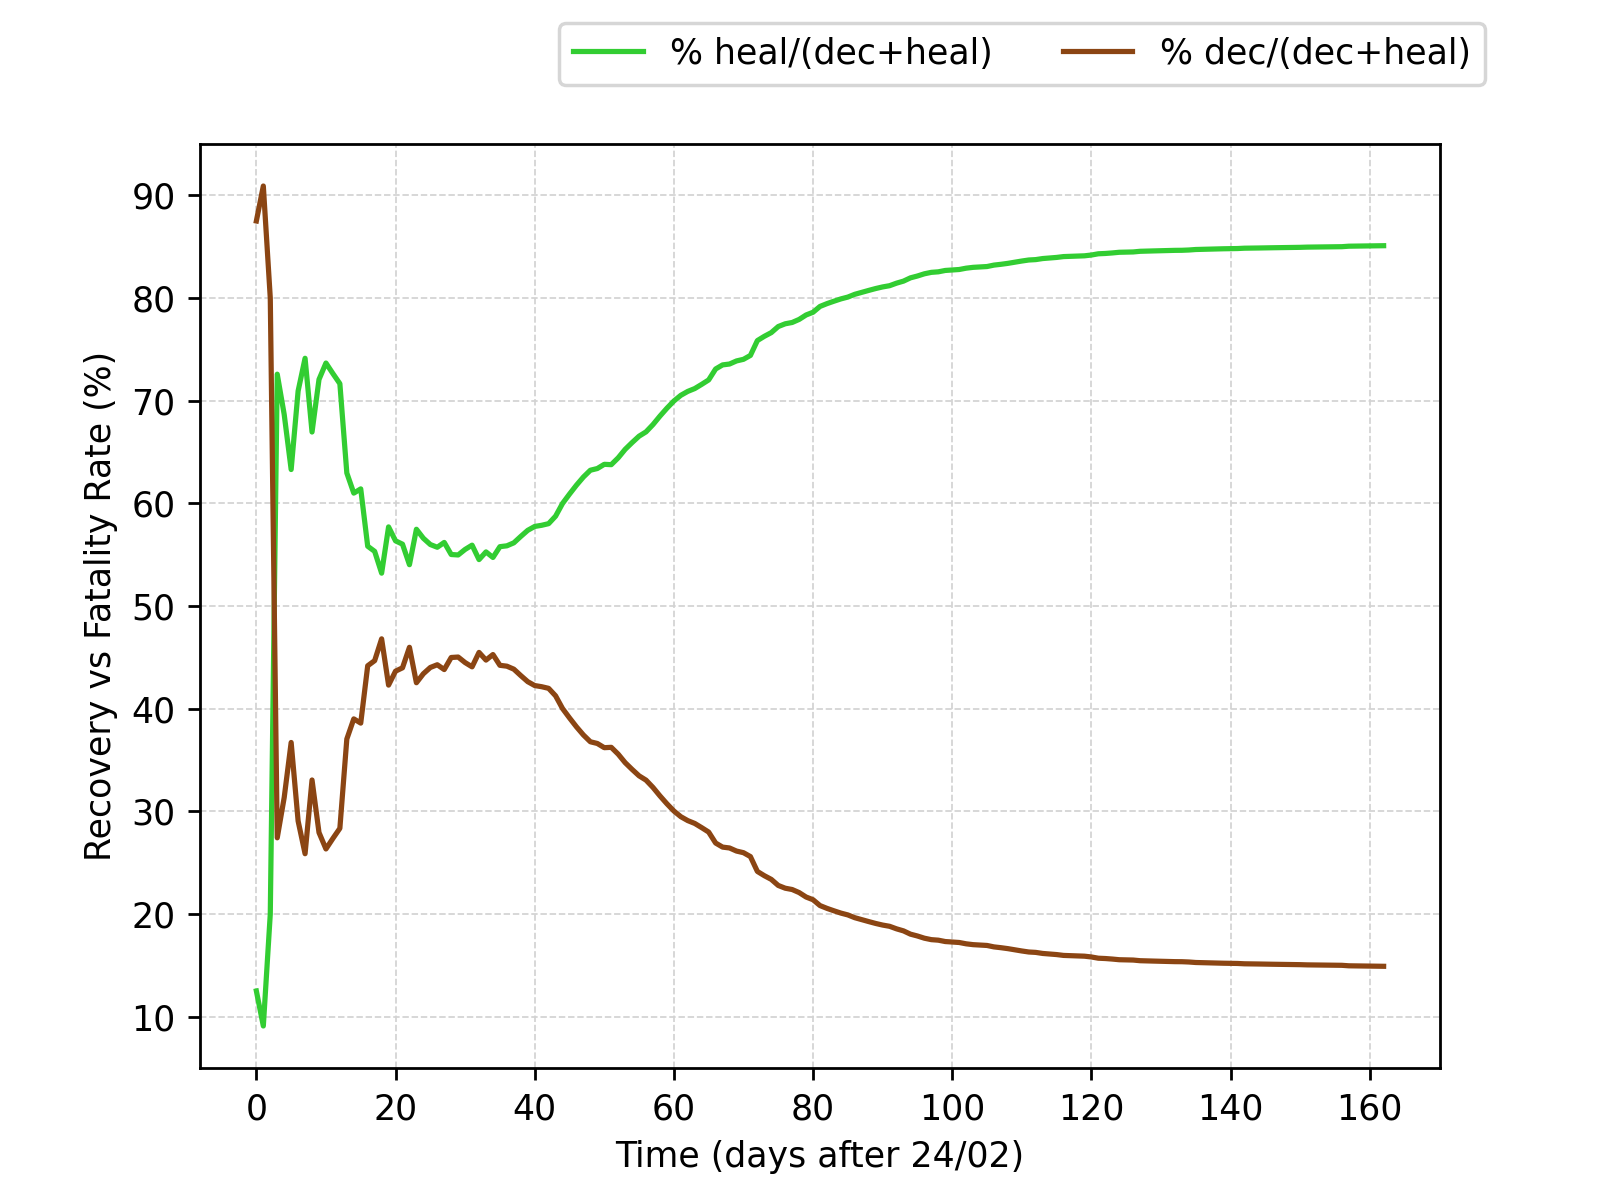 % heal/(dec+heal) % dec/(dec+heal)
Recovery vs Fatality Rate (%)
90
80
70
60
50
40
30
20
10
0 20 40 60 80 100 120 140 160
Time (days after 24/02)